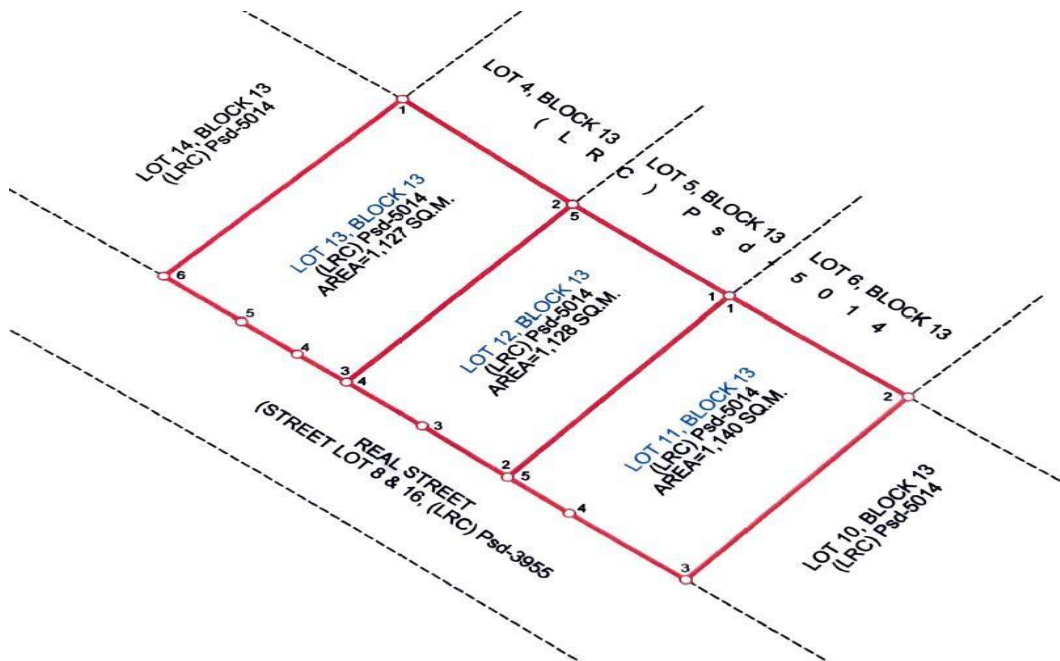 LOT 14, BLOCK 13
(LRC) Psd-5014
LOT 4, BLOCK 13
( L R C ) P s d 5 0 1 4
LOT 5, BLOCK 13
LOT 6, BLOCK 13
1
LOT 13, BLOCK 13
(LRC) Psd-5014
AREA=1,127 SQ.M.
2
5
6
5
4
3
4
LOT 12, BLOCK 13
(LRC) Psd-5014
AREA=1,128 SQ.M.
1
1
3
2
5
LOT 11, BLOCK 13
(LRC) Psd-5014
AREA=1,140 SQ.M.
2
4
3
REAL STREET
(STREET LOT 8 & 16, (LRC) Psd-3955
LOT 10, BLOCK 13
(LRC) Psd-5014